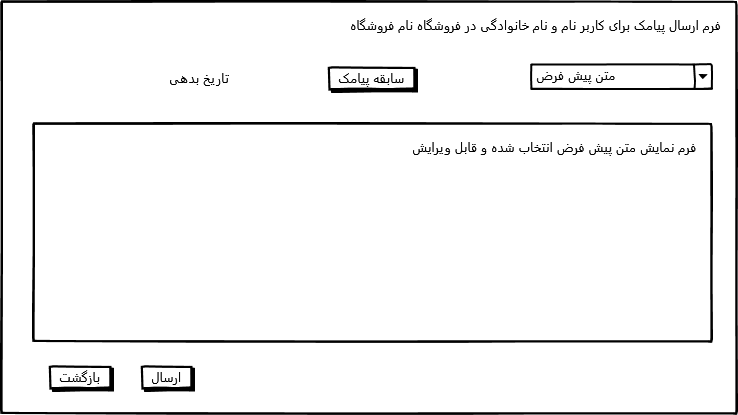 فرم ارسال پیامک برای کاربر نام و نام خانوادگی در فروشگاه نام فروشگاه
متن پیش فرض
سابقه پیامک
تاریخ بدهی
فرم نمایش متن پیش فرض انتخاب شده و قابل ویرایش
ارسال
بازگشت